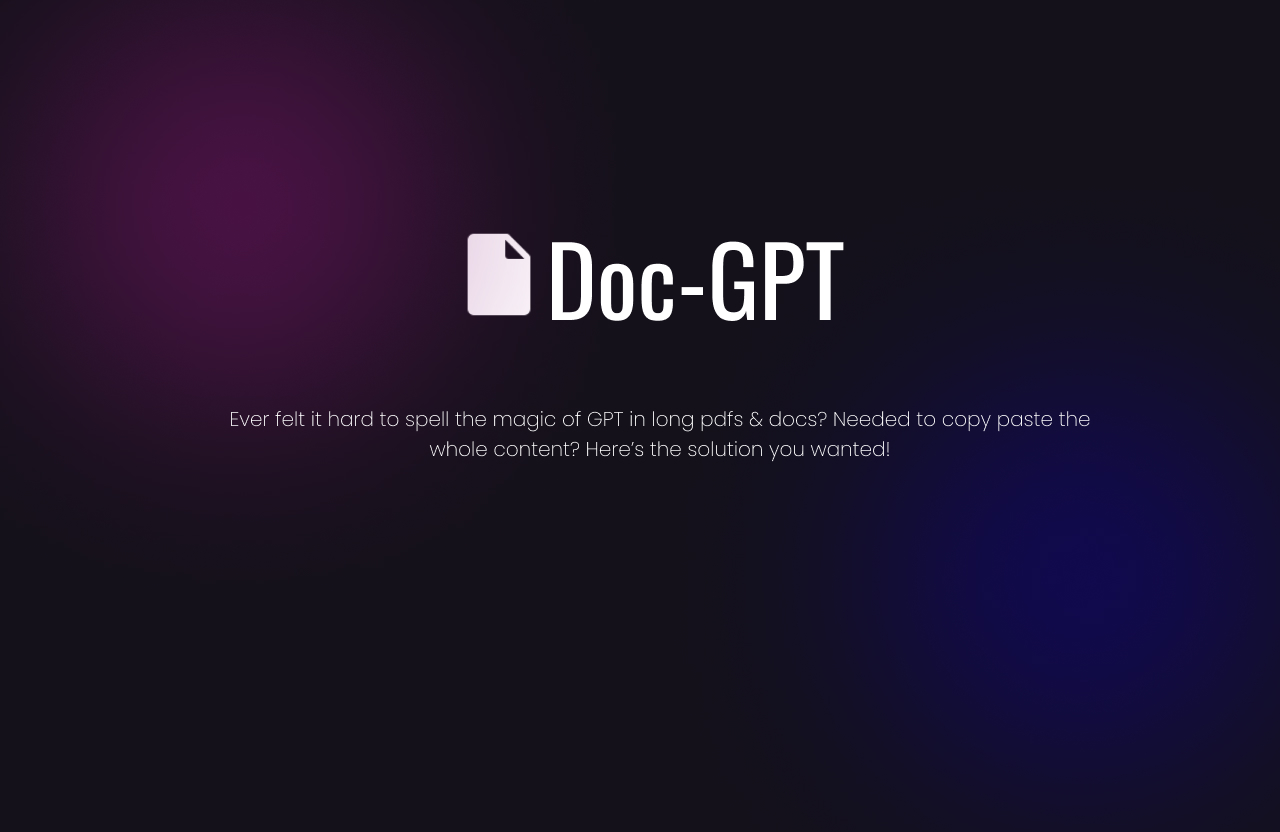 Doc-GPT
Ever felt it hard to spell the magic of GPT in long pdfs & docs? Needed to copy paste the
whole content? Here’s the solution you wanted!